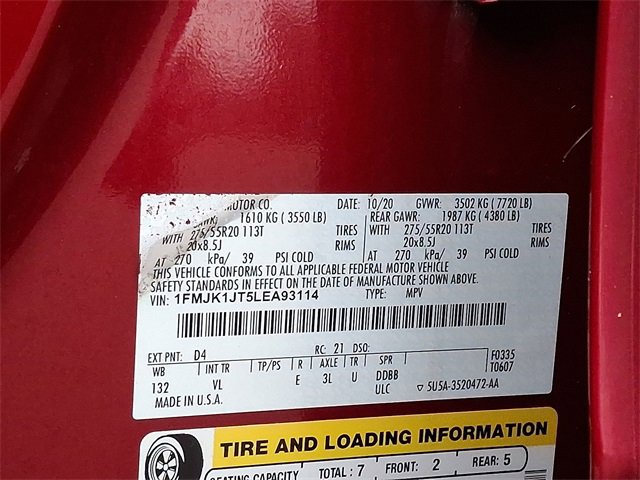 MOTOR CO. DATE: 10/20 GVWR: 3502 KG ( 7720 LB)
1610 KG ( 3550 LB) REAR GAWR: 1987 KG ( 4380 LB)
WITH 275/55R20 113T TIRES WITH 275/55R20 113T TIRES
20x8.5J RIMS 20x8.5J RIMS
AT 270 kPa/ 39 PSI COLD AT 270 kPa/ 39 PSI COLD
THIS VEHICLE CONFORMS TO ALL APPLICABLE FEDERAL MOTOR VEHICLE
SAFETY STANDARDS IN EFFECT ON THE DATE OF MANUFACTURE SHOWN ABOVE.
VIN: 1FMJK1JT5LEA93114 TYPE: MPV
EXT PNT: D4 RC: 21 DSO: F0335
WB INT TR TP/PS R AXLE TR SPR T0607
132 VL E 3L U DDBB
ULC ▽ 5U5A-3520472-AA
MADE IN U.S.A.
TIRE AND LOADING INFORMATION
SEATING CAPACITY TOTAL : 7 FRONT: 2 REAR: 5